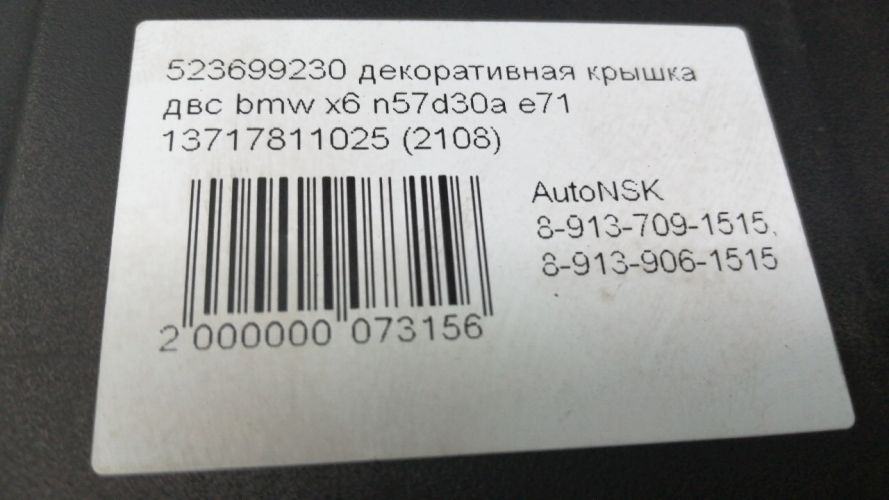 523699230 декоративная крышка
двс bmw x6 n57d30a e71
13717811025 (2108)
AutoNSK
8-913-709-1515,
8-913-906-1515
2 000000 073156